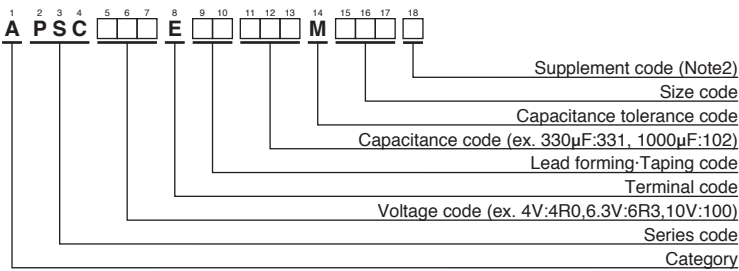 1 2 3 4 5 6 7 8 9 10 11 12 13 14 15 16 17 18
A P S C E M
Supplement code (Note2)
Size code
Capacitance tolerance code
Capacitance code (ex. 330μF:331, 1000μF:102)
Lead forming·Taping code
Terminal code
Voltage code (ex. 4V:4R0,6.3V:6R3,10V:100)
Series code
Category